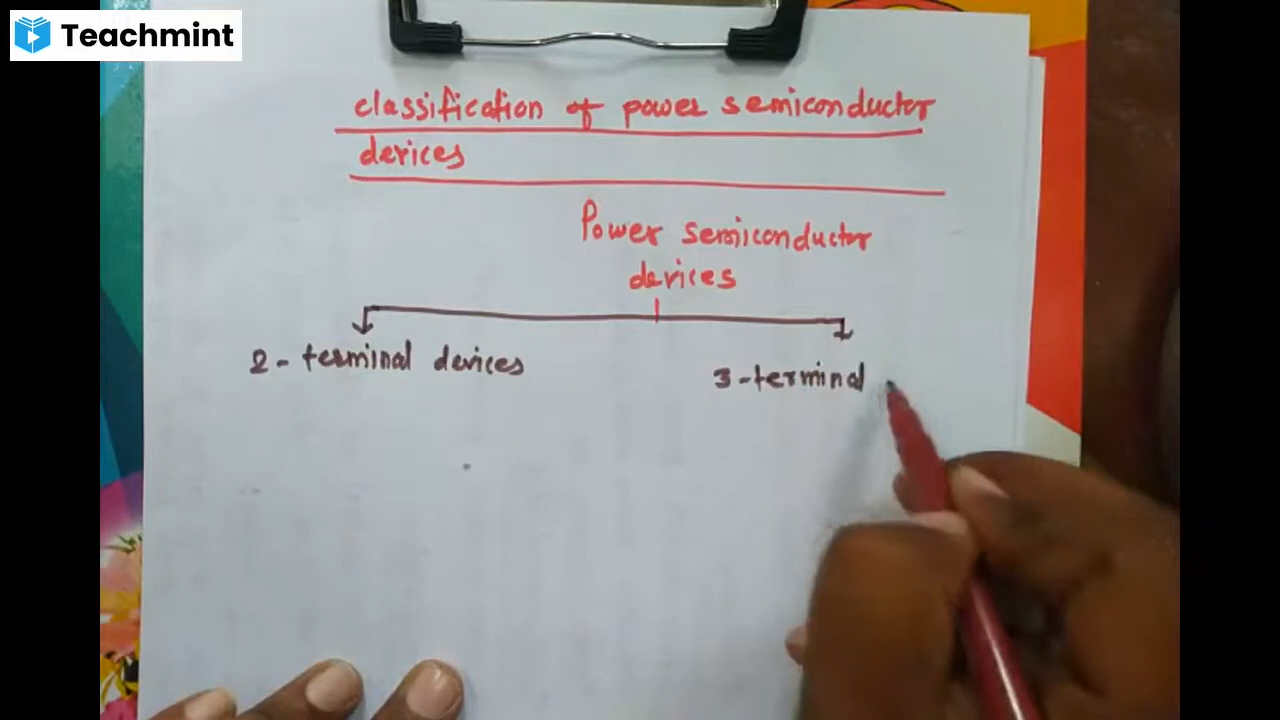 Teachmint
classification of power semiconductor
devices
Power semiconductor
devices
2- terminal devices
3-terminal